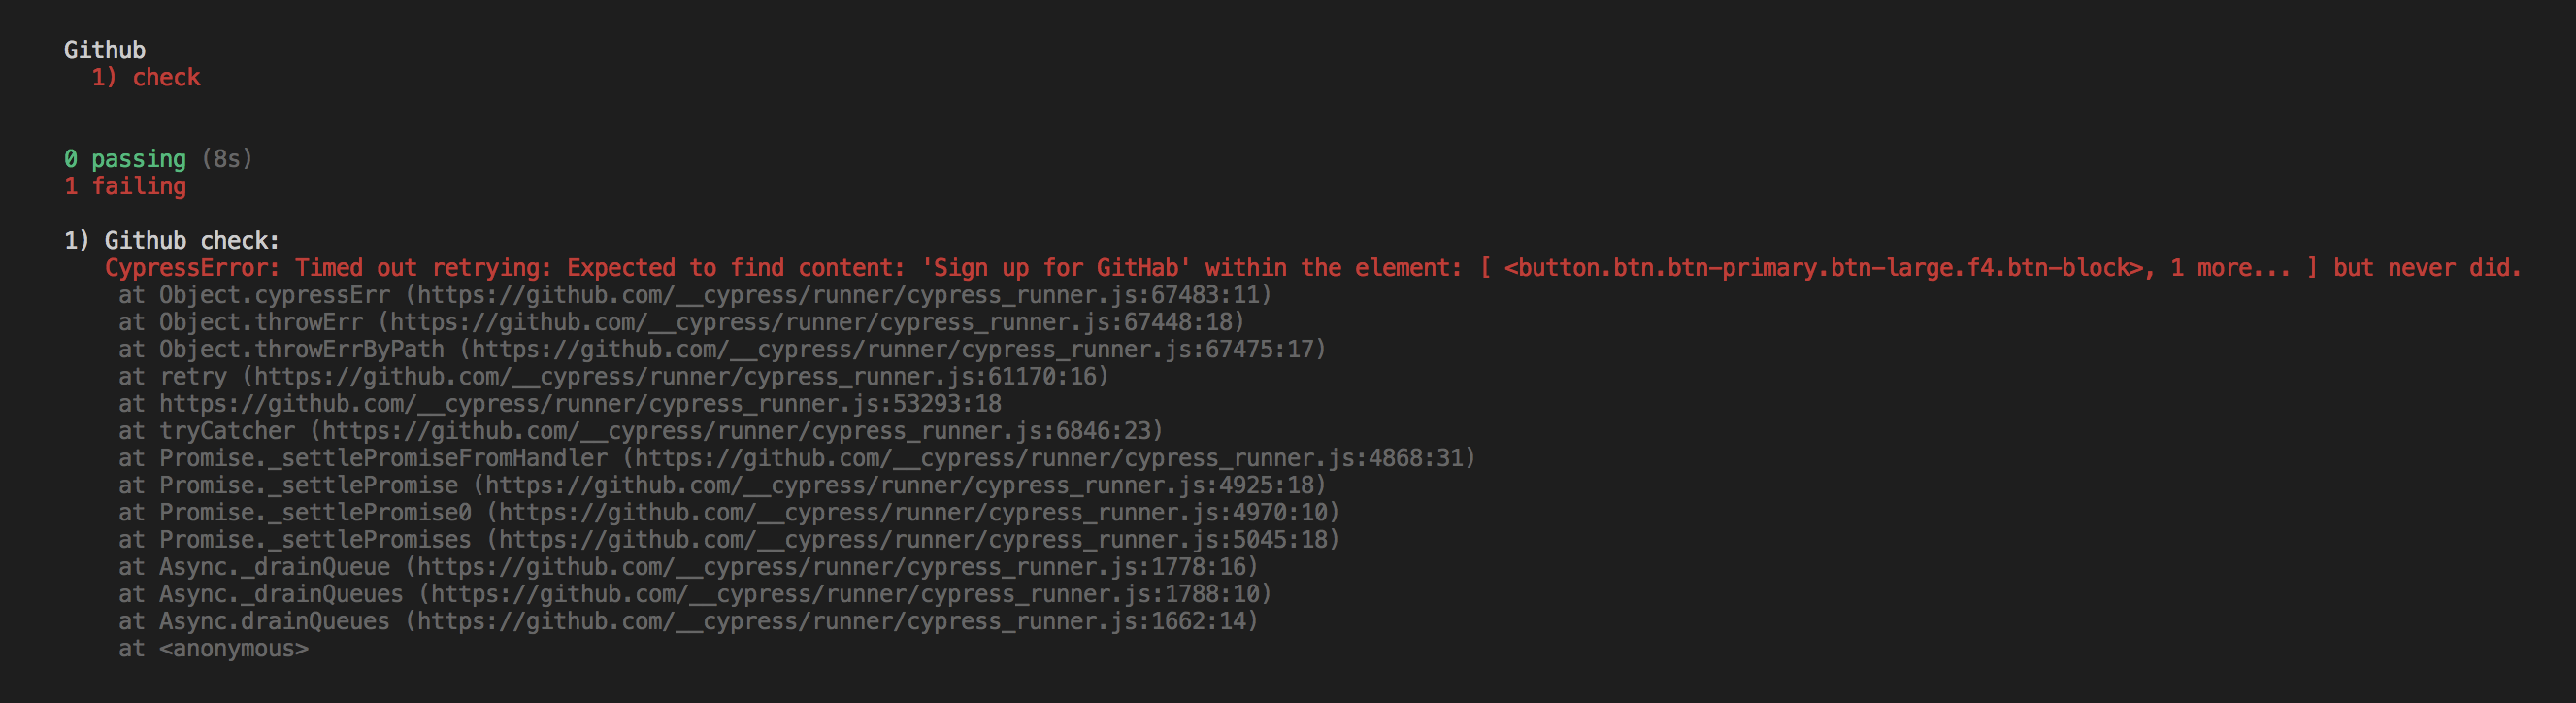 Github
1) check
0 passing (8s)
1 failing
1) Github check:
CypressError: Timed out retrying: Expected to find content: 'Sign up for GitHab' within the element: [ <button.btn.btn-primary.btn-large.f4.btn-block>, 1 more... ] but never did.
at Object.cypressErr (https://github.com/__cypress/runner/cypress_runner.js:67483:11)
at Object.throwErr (https://github.com/__cypress/runner/cypress_runner.js:67448:18)
at Object.throwErrByPath (https://github.com/__cypress/runner/cypress_runner.js:67475:17)
at retry (https://github.com/__cypress/runner/cypress_runner.js:61170:16)
at https://github.com/__cypress/runner/cypress_runner.js:53293:18
at tryCatcher (https://github.com/__cypress/runner/cypress_runner.js:6846:23)
at Promise._settlePromiseFromHandler (https://github.com/__cypress/runner/cypress_runner.js:4868:31)
at Promise._settlePromise (https://github.com/__cypress/runner/cypress_runner.js:4925:18)
at Promise._settlePromise0 (https://github.com/__cypress/runner/cypress_runner.js:4970:10)
at Promise._settlePromises (https://github.com/__cypress/runner/cypress_runner.js:5045:18)
at Async._drainQueue (https://github.com/__cypress/runner/cypress_runner.js:1778:16)
at Async._drainQueues (https://github.com/__cypress/runner/cypress_runner.js:1788:10)
at Async.drainQueues (https://github.com/__cypress/runner/cypress_runner.js:1662:14)
at <anonymous>